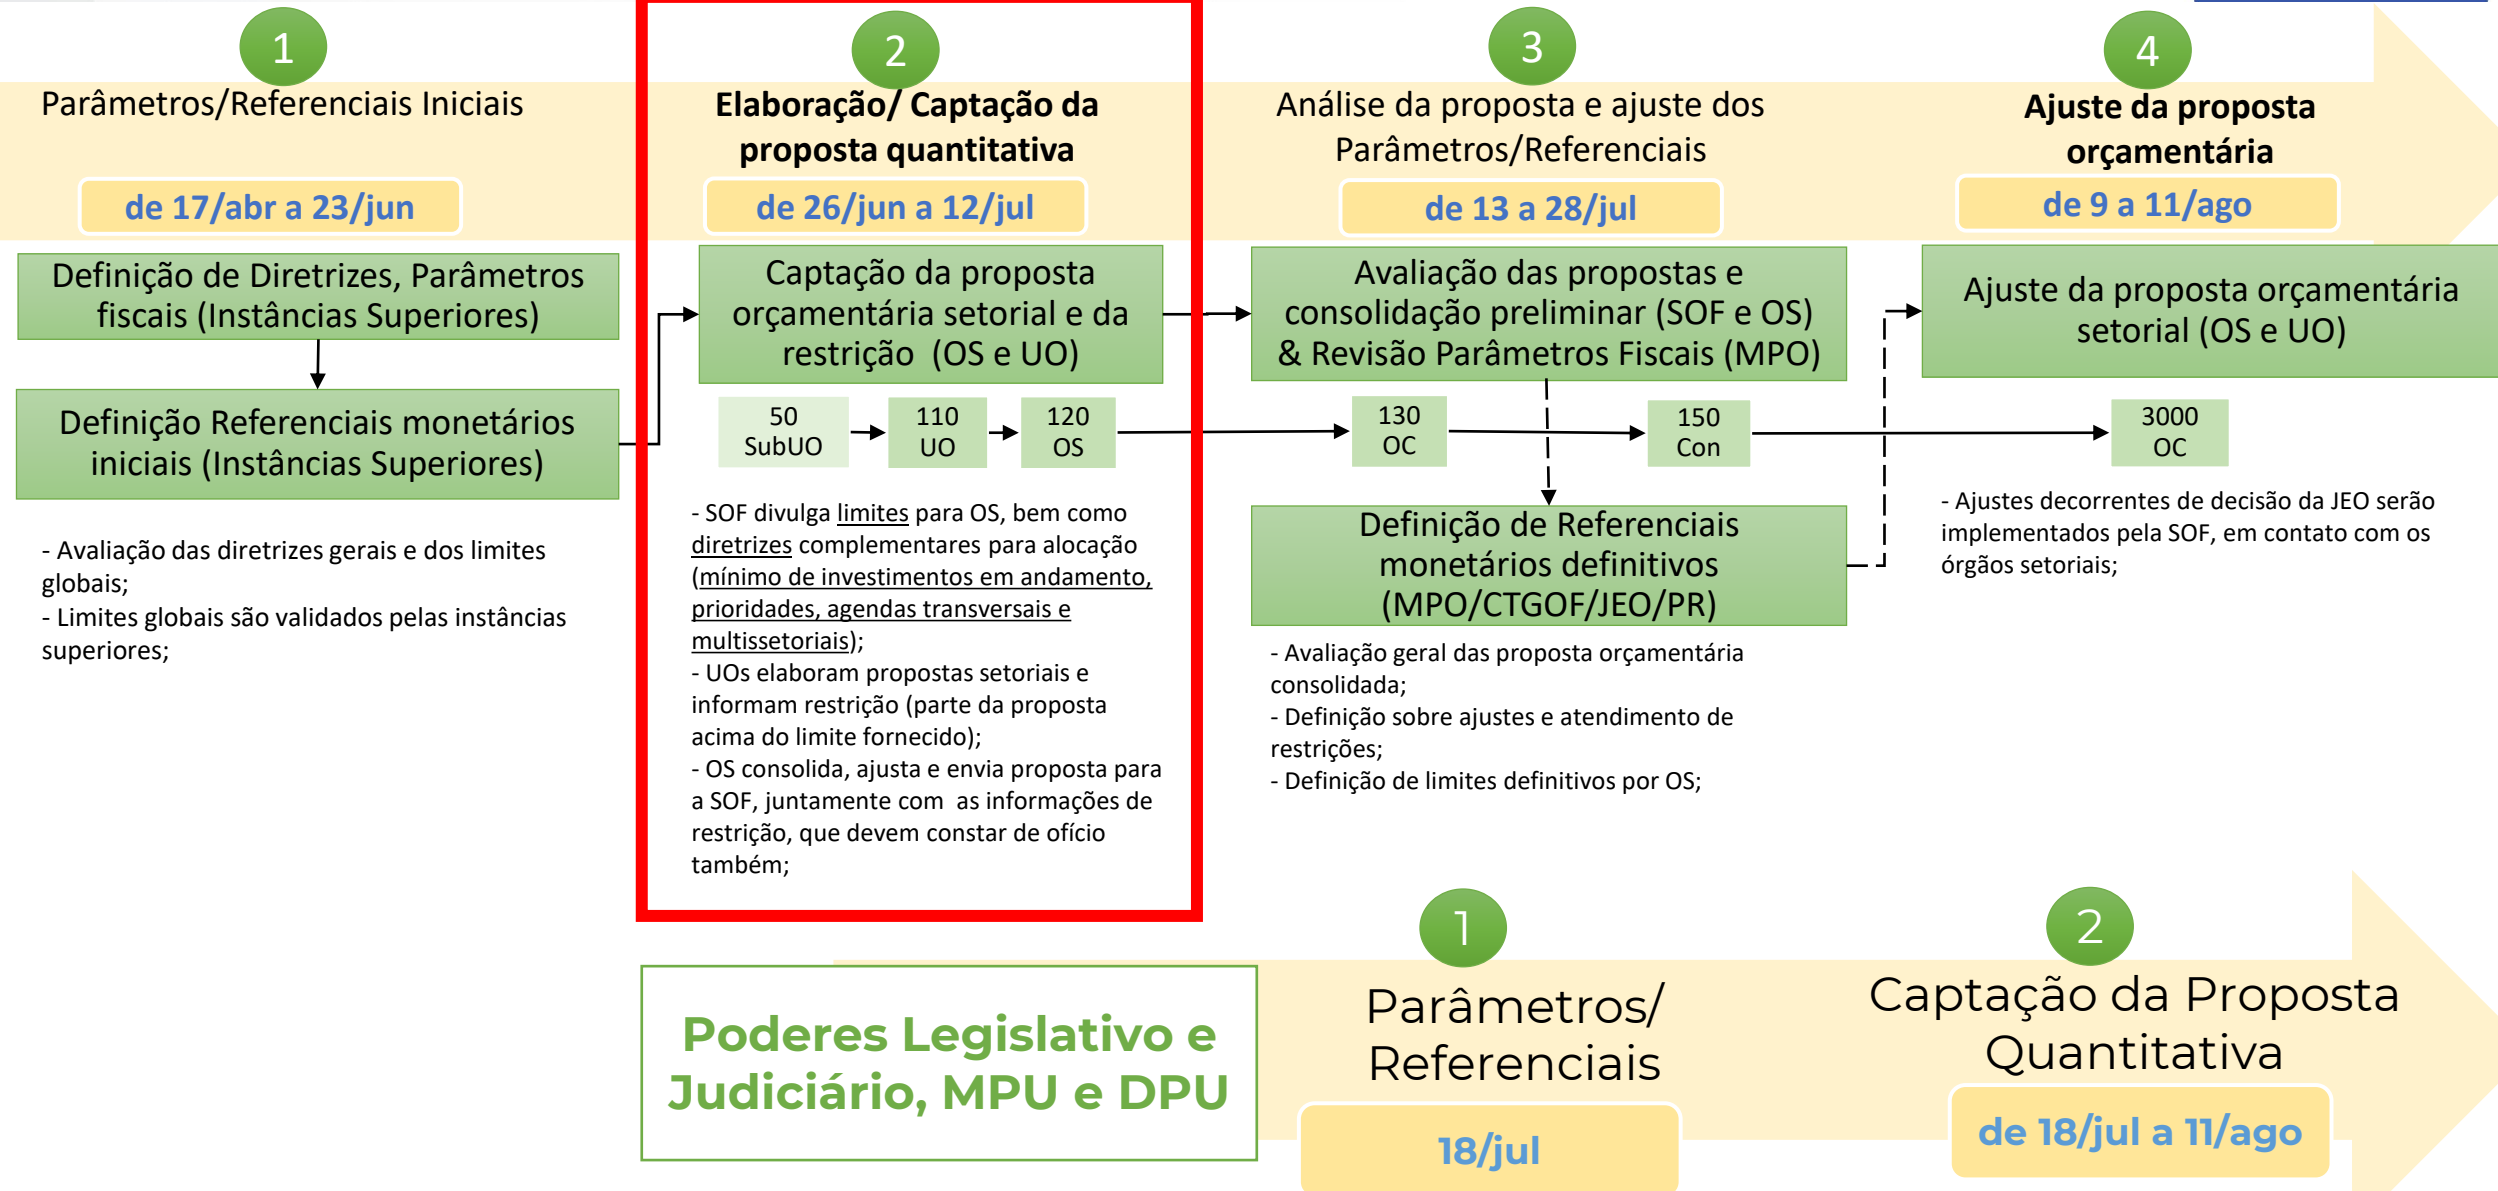 1
Parâmetros/Referenciais Iniciais
de 17/abr a 23/jun
Definição de Diretrizes, Parâmetros
fiscais (Instâncias Superiores)
Definição Referenciais monetários
iniciais (Instâncias Superiores)
- Avaliação das diretrizes gerais e dos limites
globais;
- Limites globais são validados pelas instâncias
superiores;
2
Elaboração/ Captação da
proposta quantitativa
de 26/jun a 12/jul
Captação da proposta
orçamentária setorial e da
restrição (OS e UO)
50
SubUO
110
UO
120
OS
- SOF divulga limites para OS, bem como
diretrizes complementares para alocação
(mínimo de investimentos em andamento,
prioridades, agendas transversais e
multissetoriais);
- UOs elaboram propostas setoriais e
informam restrição (parte da proposta
acima do limite fornecido);
- OS consolida, ajusta e envia proposta para
a SOF, juntamente com as informações de
restrição, que devem constar de ofício
também;
3
Análise da proposta e ajuste dos
Parâmetros/Referenciais
de 13 a 28/jul
Avaliação das propostas e
consolidação preliminar (SOF e OS)
& Revisão Parâmetros Fiscais (MPO)
130
OC
150
Con
Definição de Referenciais
monetários definitivos
(MPO/CTGOF/JEO/PR)
- Avaliação geral das proposta orçamentária
consolidada;
- Definição sobre ajustes e atendimento de
restrições;
- Definição de limites definitivos por OS;
4
Ajuste da proposta
orçamentária
de 9 a 11/ago
Ajuste da proposta orçamentária
setorial (OS e UO)
3000
OC
- Ajustes decorrentes de decisão da JEO serão
implementados pela SOF, em contato com os
órgãos setoriais;
Poderes Legislativo e
Judiciário, MPU e DPU
1
Parâmetros/
Referenciais
18/jul
2
Captação da Proposta
Quantitativa
de 18/jul a 11/ago